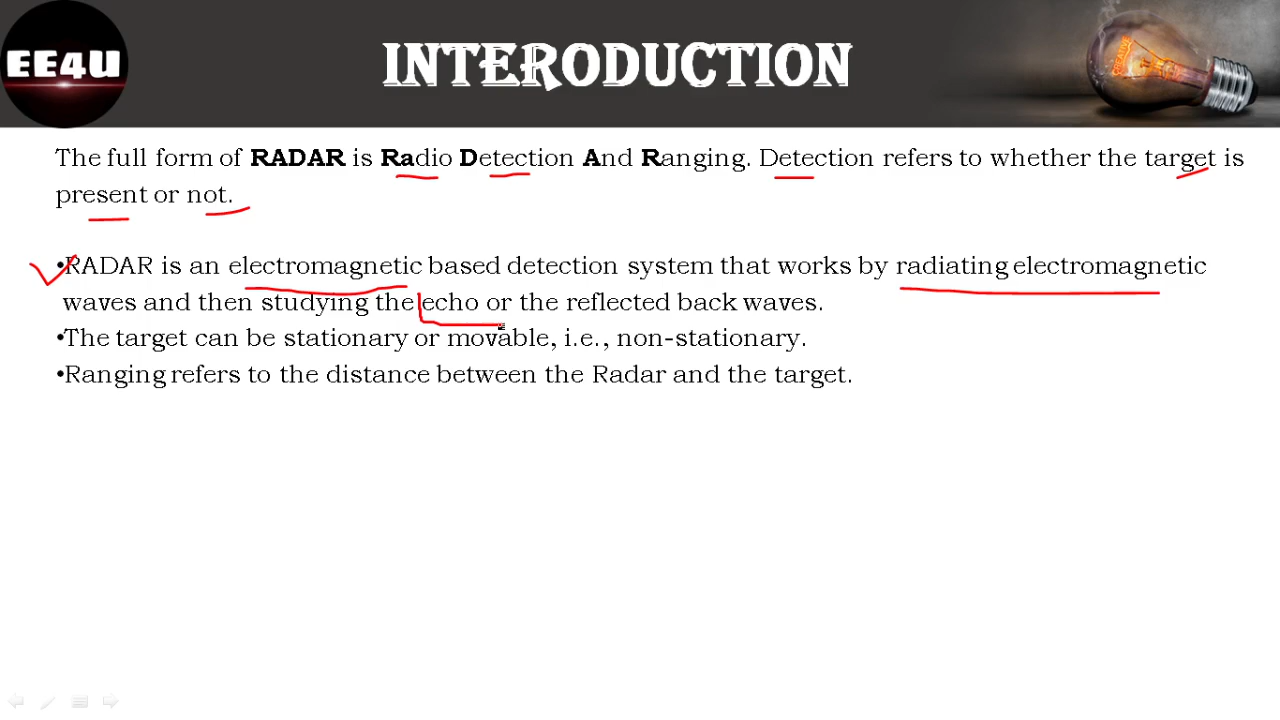 EE4U
INTERODUCTION
CREATIVE
The full form of RADAR is Radio Detection And Ranging. Detection refers to whether the target is
present or not.
•RADAR is an electromagnetic based detection system that works by radiating electromagnetic
waves and then studying the echo or the reflected back waves.
•The target can be stationary or movable, i.e., non-stationary.
•Ranging refers to the distance between the Radar and the target.